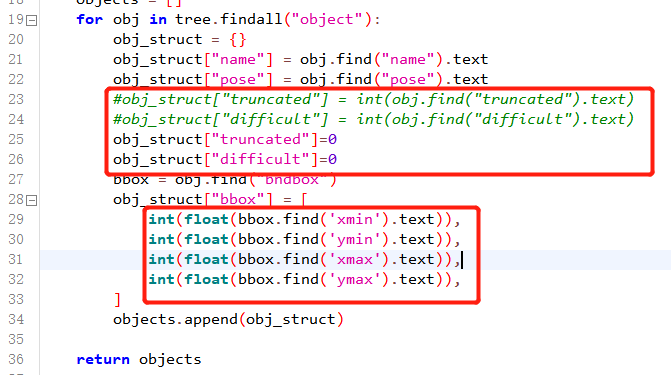 18 objects = []
19 for obj in tree.findall("object"):
20 obj_struct = {}
21 obj_struct["name"] = obj.find("name").text
22 obj_struct["pose"] = obj.find("pose").text
23 #obj_struct["truncated"] = int(obj.find("truncated").text)
24 #obj_struct["difficult"] = int(obj.find("difficult").text)
25 obj_struct["truncated"]=0
26 obj_struct["difficult"]=0
27 bbox = obj.find("bndbox")
28 obj_struct["bbox"] = [
29 int(float(bbox.find('xmin').text)),
30 int(float(bbox.find('ymin').text)),
31 int(float(bbox.find('xmax').text)),
32 int(float(bbox.find('ymax').text)),
33 ]
34 objects.append(obj_struct)
35
36 return objects
37